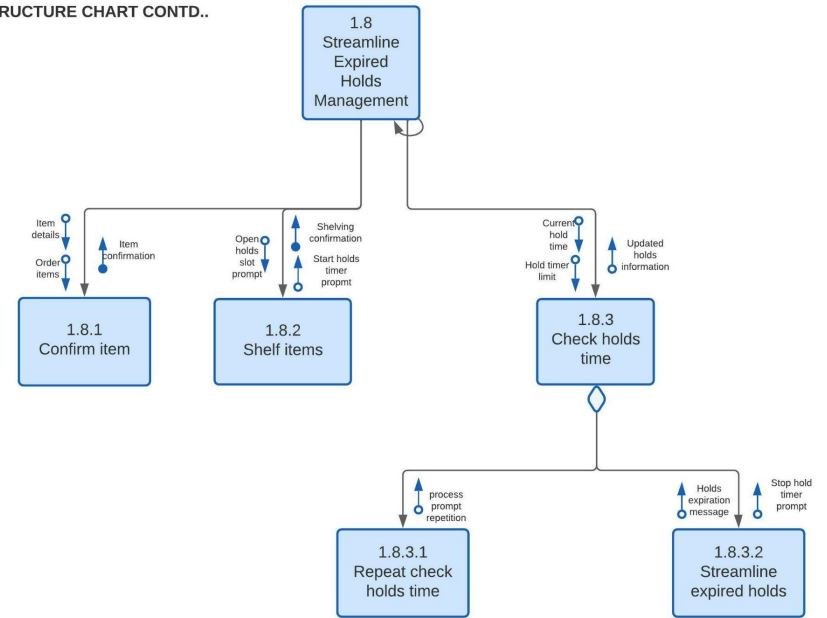 RUCTURE CHART CONTD..
1.8
Streamline
Expired
Holds
Management
Item
details
Order
items
Item
confirmation
Open
holds
slot
prompt
Shelving
confirmation
Start holds
timer
propmt
Current
hold
time
Hold timer
limit
Updated
holds
information
1.8.1
Confirm item
1.8.2
Shelf items
1.8.3
Check holds
time
process
prompt
repetition
Holds
expiration
message
Stop hold
timer
prompt
1.8.3.1
Repeat check
holds time
1.8.3.2
Streamline
expired holds